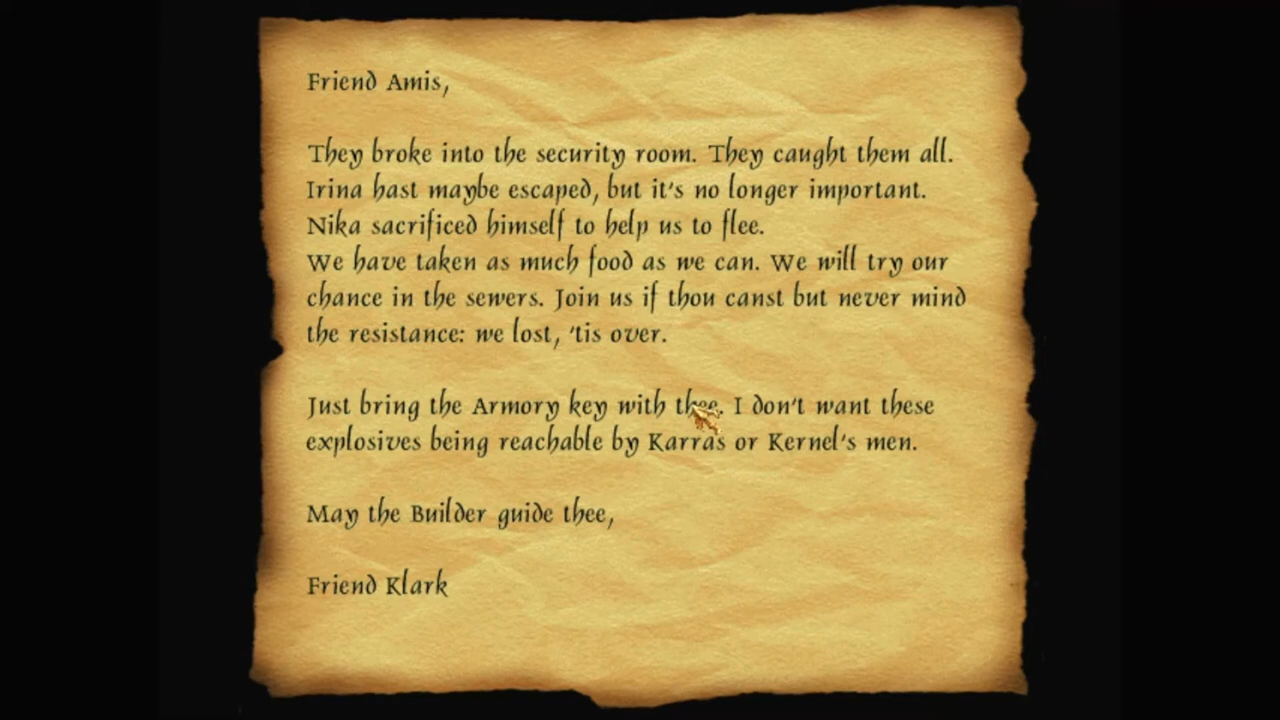 Friend Amis,
They broke into the security room. They caught them all.
Irina hast maybe escaped, but it's no longer important.
Nika sacrificed himself to help us to flee.
We have taken as much food as we can. We will try our
chance in the sewers. Join us if thou canst but never mind
the resistance: we lost, 'tis over.
Just bring the Armory key with thee. I don't want these
explosives being reachable by Karras or Kernel's men.
May the Builder guide thee,
Friend Klark